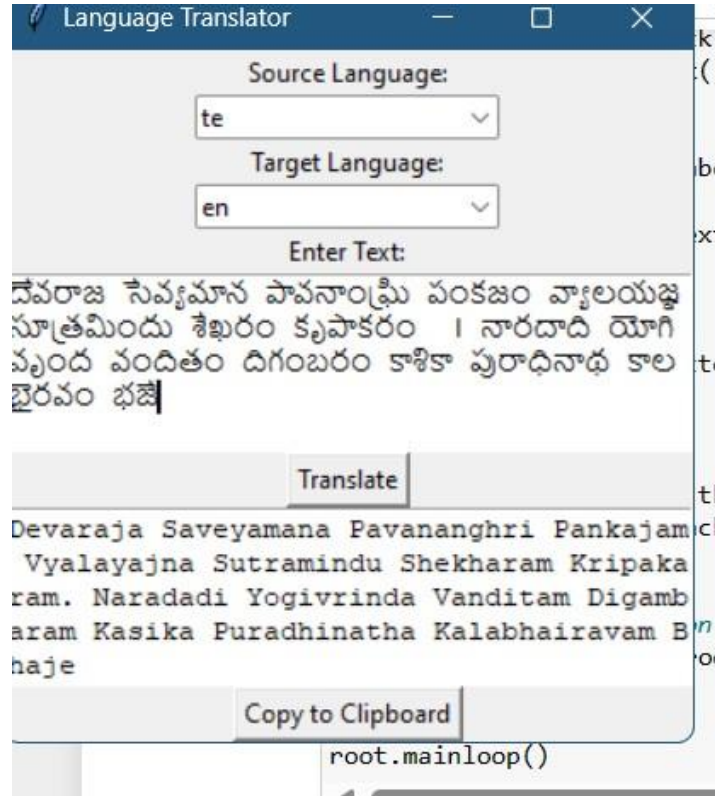 Language Translator
Source Language:
te
Target Language:
en
Enter Text:
దేవరాజ సేవ్యమాన పావనాంఘ్రి పంకజం వ్యాలయజ్ఞ
సూత్రమిందు శేఖరం కృపాకరం । నారదాది యోగి
వృంద వందితం దిగంబరం కాశికా పురాధినాథ కాల
భైరవం భజే
Translate
Devaraja Saveyamana Pavananghri Pankajam
Vyalayajna Sutramindu Shekharam Kripaka
ram. Naradadi Yogivrinda Vanditam Digamb
aram Kasika Puradhinatha Kalabhairavam B
haje
Copy to Clipboard
root.mainloop()